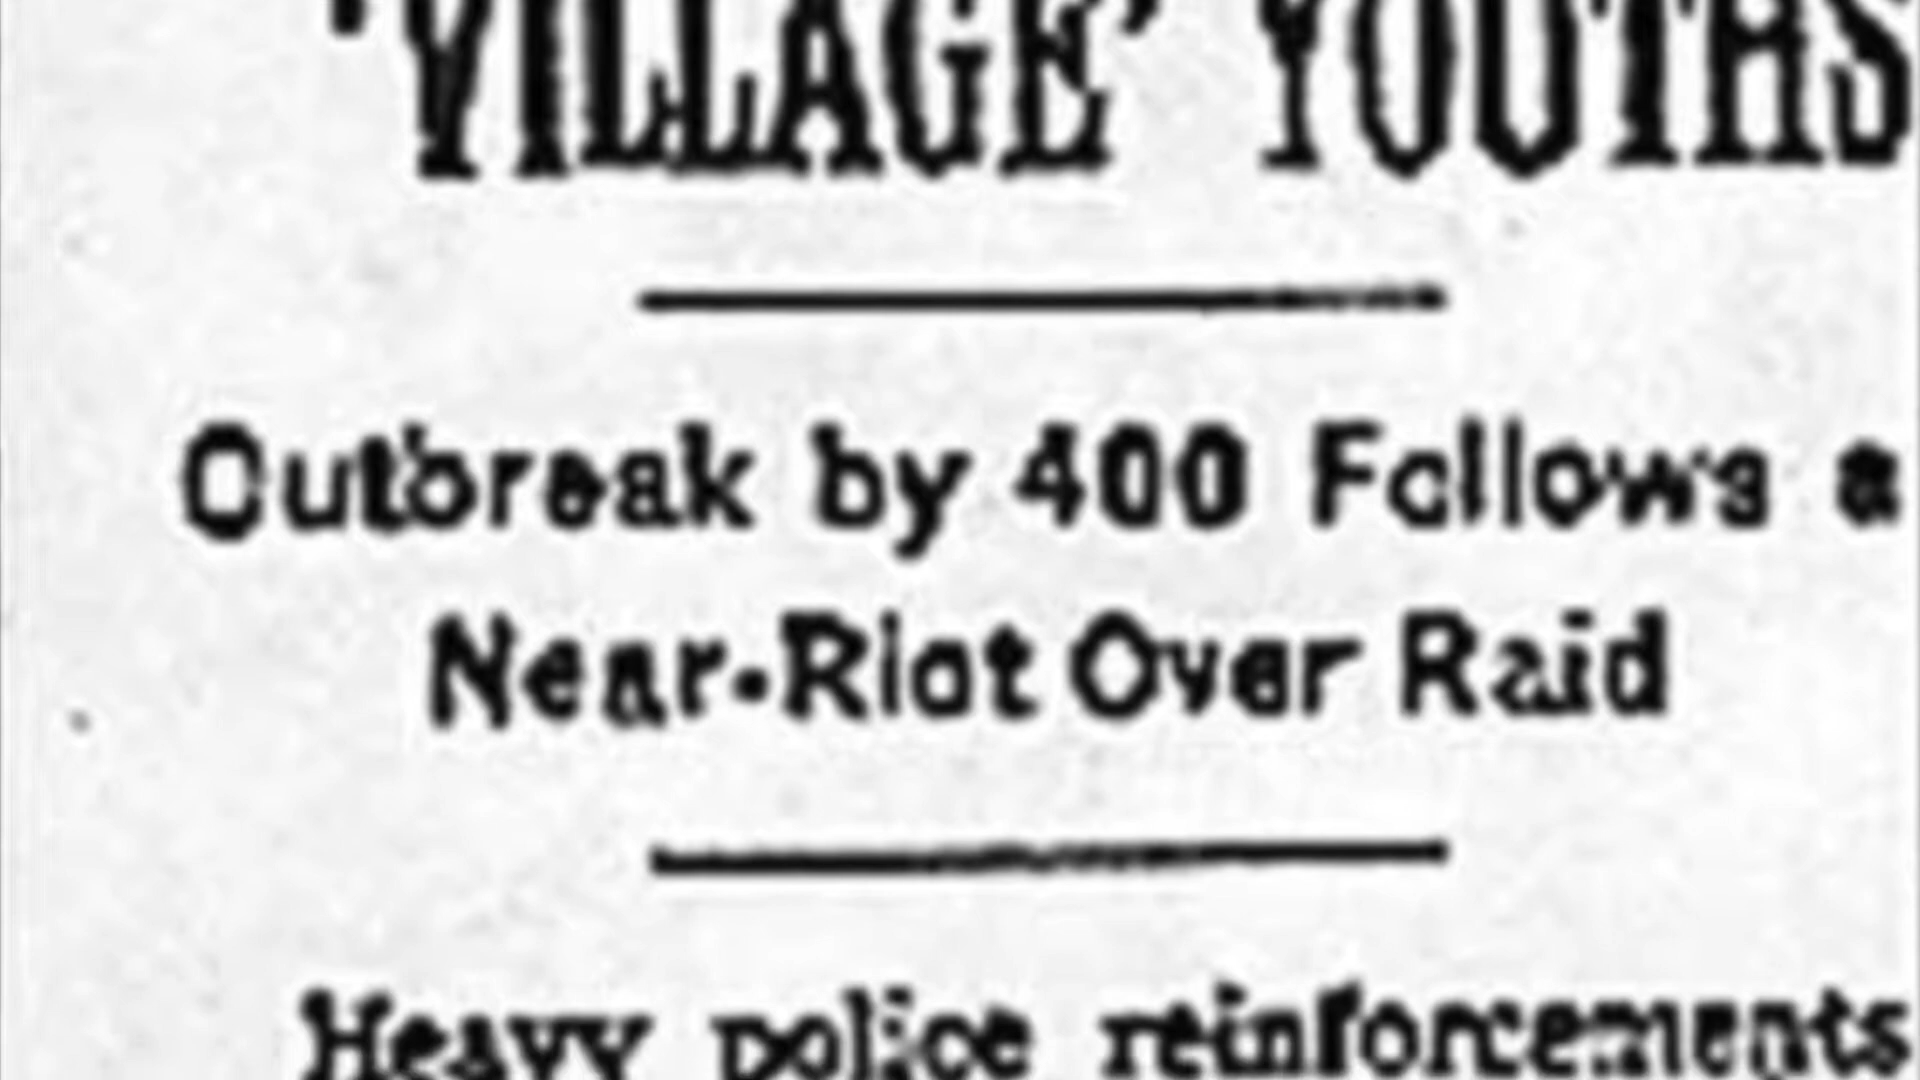 'VILLAGE' YOUTHS
Outbreak by 400 Follows a
Near-Riot Over Raid
Heavy police reinforcements